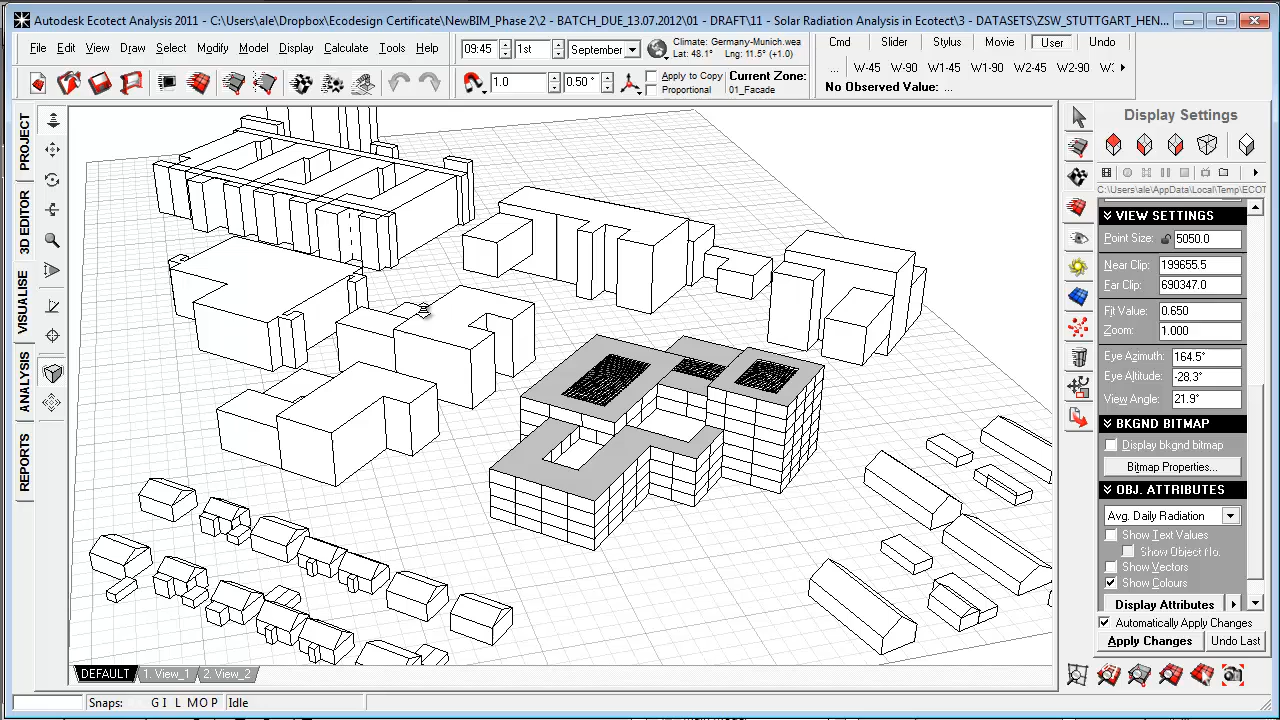 Autodesk Ecotect Analysis 2011 - C:\Users\ale\Dropbox\Ecodesign Certificate\NewBIM_Phase 2\2 - BATCH_DUE_13.07.2012\01 - DRAFT\11 - Solar Radiation Analysis in Ecotect\3 - DATASETS\ZSW_STUTTGART_HEN...
File Edit View Draw Select Modify Model Display Calculate Tools Help
09:45 1st September
Climate: Germany-Munich.wea
Lat: 48.1° Lng: 11.5° (+1.0)
Cmd Slider Stylus Movie User Undo
... W-45 W-90 W1-45 W1-90 W2-45 W2-90 W:
No Observed Value: ...
1.0 0.50 °
Apply to Copy
Proportional
Current Zone:
01_Facade
PROJECT
3D EDITOR
VISUALISE
ANALYSIS
REPORTS
Display Settings
C:\Users\ale\AppData\Local\Temp\ECOT
VIEW SETTINGS
Point Size: 5050.0
Near Clip: 199655.5
Far Clip: 690347.0
Fit Value: 0.650
Zoom: 1.000
Eye Azimuth: 164.5°
Eye Altitude: -28.3°
View Angle: 21.9°
BKGND BITMAP
Display bkgnd bitmap
Bitmap Properties...
OBJ. ATTRIBUTES
Avg. Daily Radiation
Show Text Values
Show Object No.
Show Vectors
Show Colours
Display Attributes
Automatically Apply Changes
Apply Changes Undo Last
DEFAULT 1. View_1 2. View_2
Snaps: G I L M O P Idle